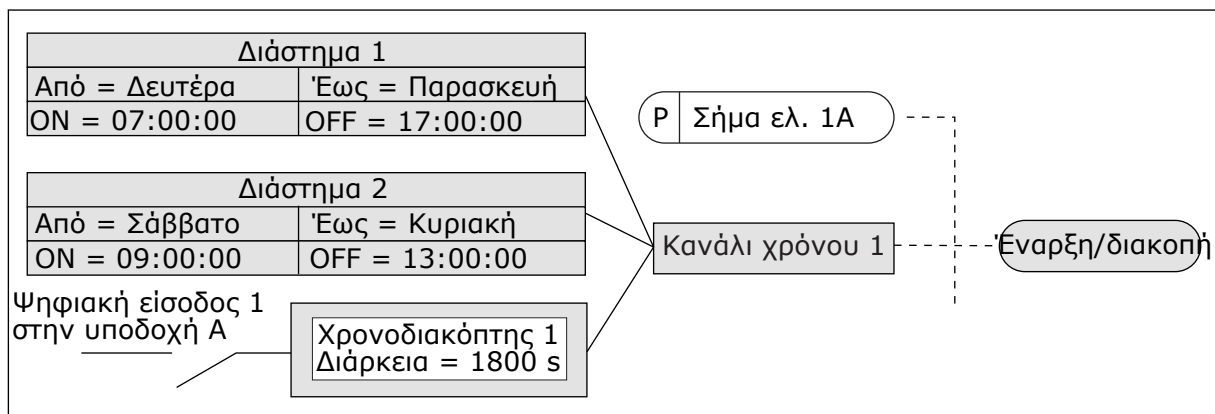 Διάστημα 1
Από = Δευτέρα Έως = Παρασκευή
ON = 07:00:00 OFF = 17:00:00
P Σήμα ελ. 1A
Διάστημα 2
Από = Σάββατο Έως = Κυριακή
ON = 09:00:00 OFF = 13:00:00
Κανάλι χρόνου 1
Έναρξη/διακοπή
Ψηφιακή είσοδος 1
στην υποδοχή A
Χρονοδιακόπτης 1
Διάρκεια = 1800 s